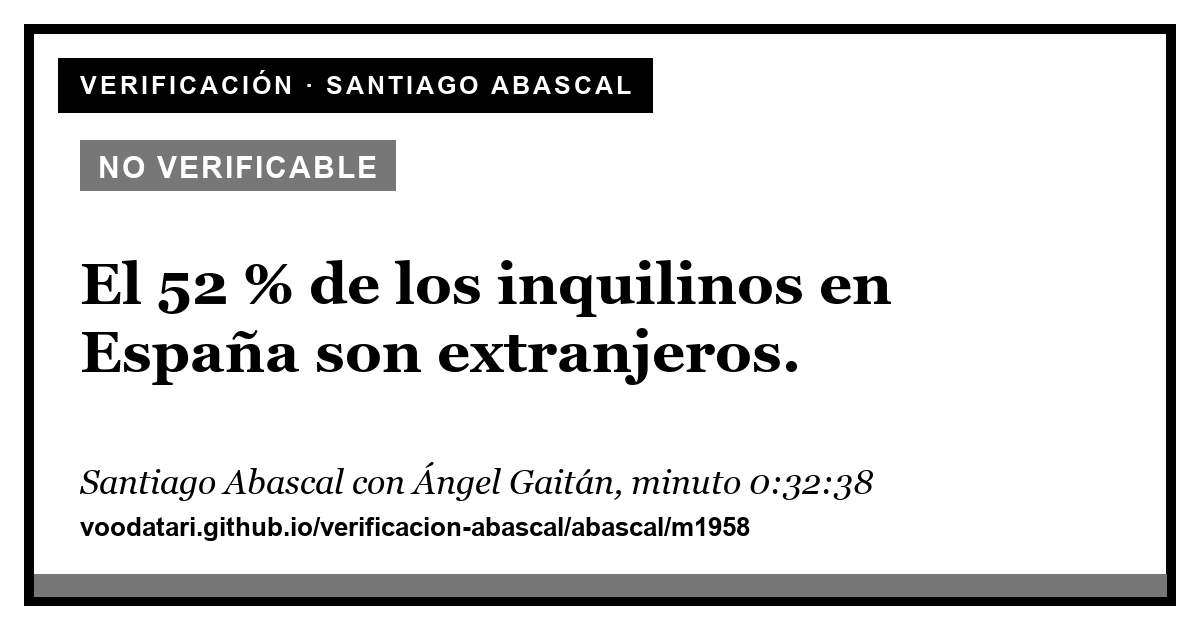 VERIFICACIÓN · SANTIAGO ABASCAL
NO VERIFICABLE
El 52 % de los inquilinos en
España son extranjeros.
Santiago Abascal con Ángel Gaitán, minuto 0:32:38
voodatari.github.io/verificacion-abascal/abascal/m1958